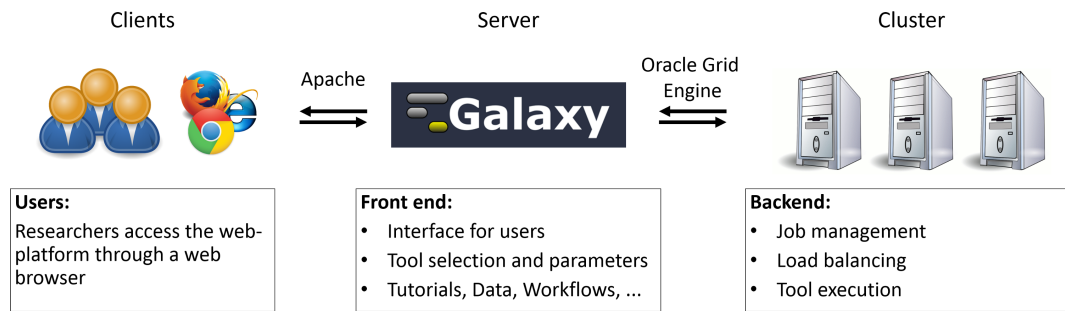 Clients
Server
Cluster
Apache
Oracle Grid
Engine
Galaxy
Users:
Researchers access the web-
platform through a web
browser
Front end:
• Interface for users
• Tool selection and parameters
• Tutorials, Data, Workflows, ...
Backend:
• Job management
• Load balancing
• Tool execution